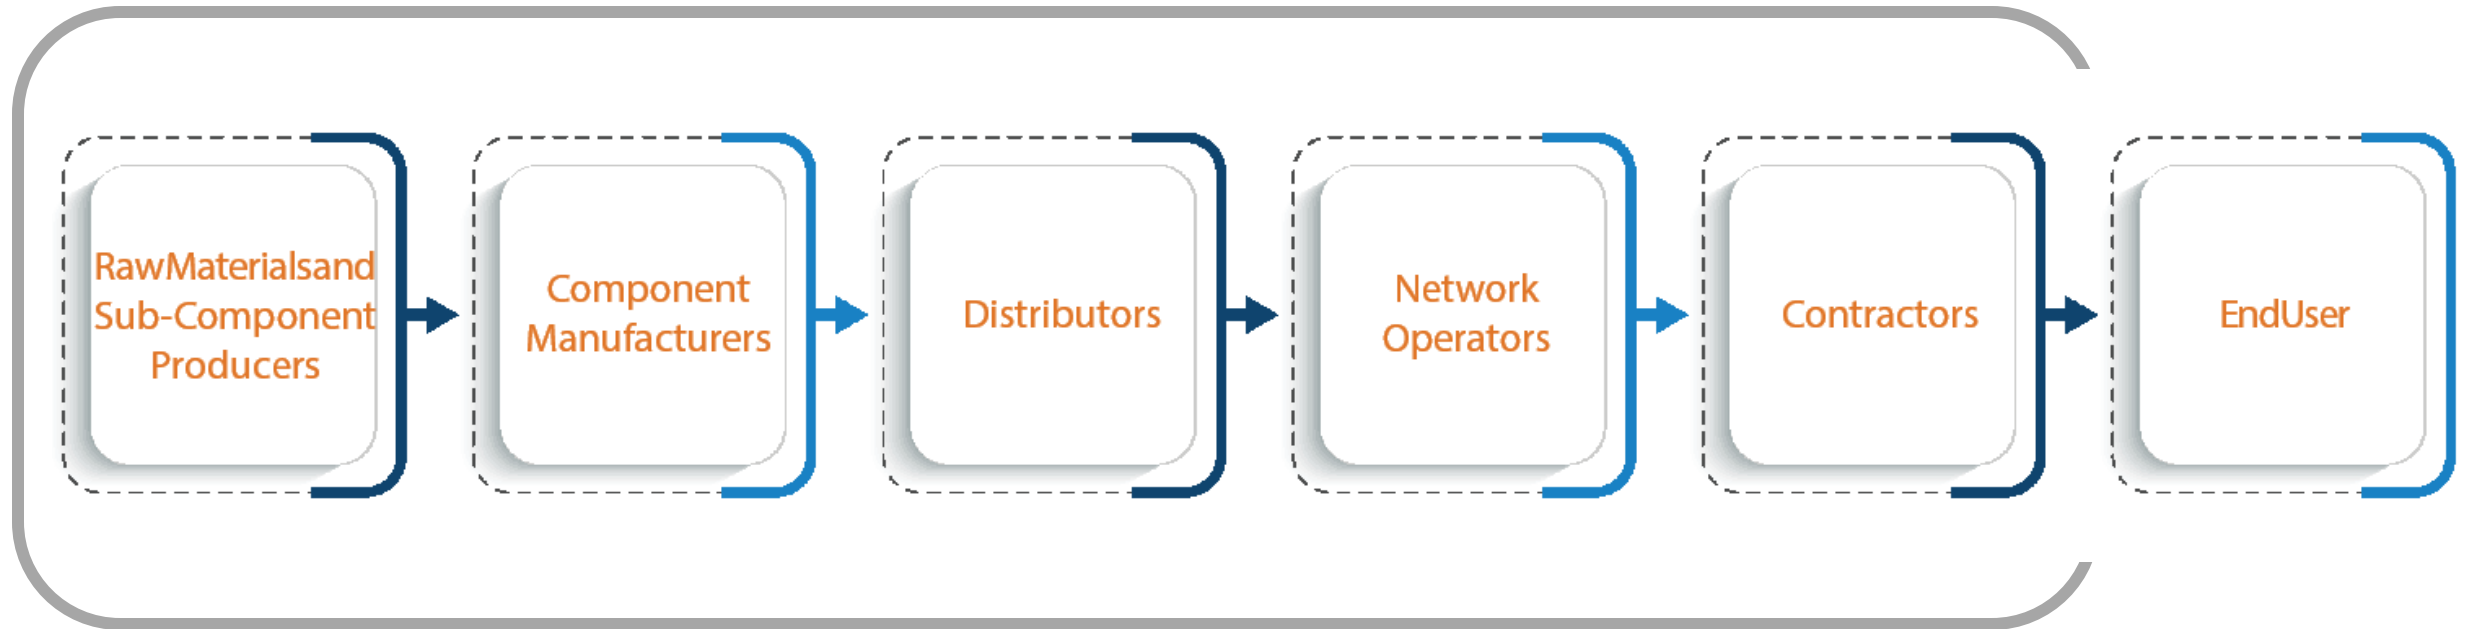 RawMaterialsand
Sub-Component
Producers
Component
Manufacturers
Distributors
Network
Operators
Contractors
EndUser